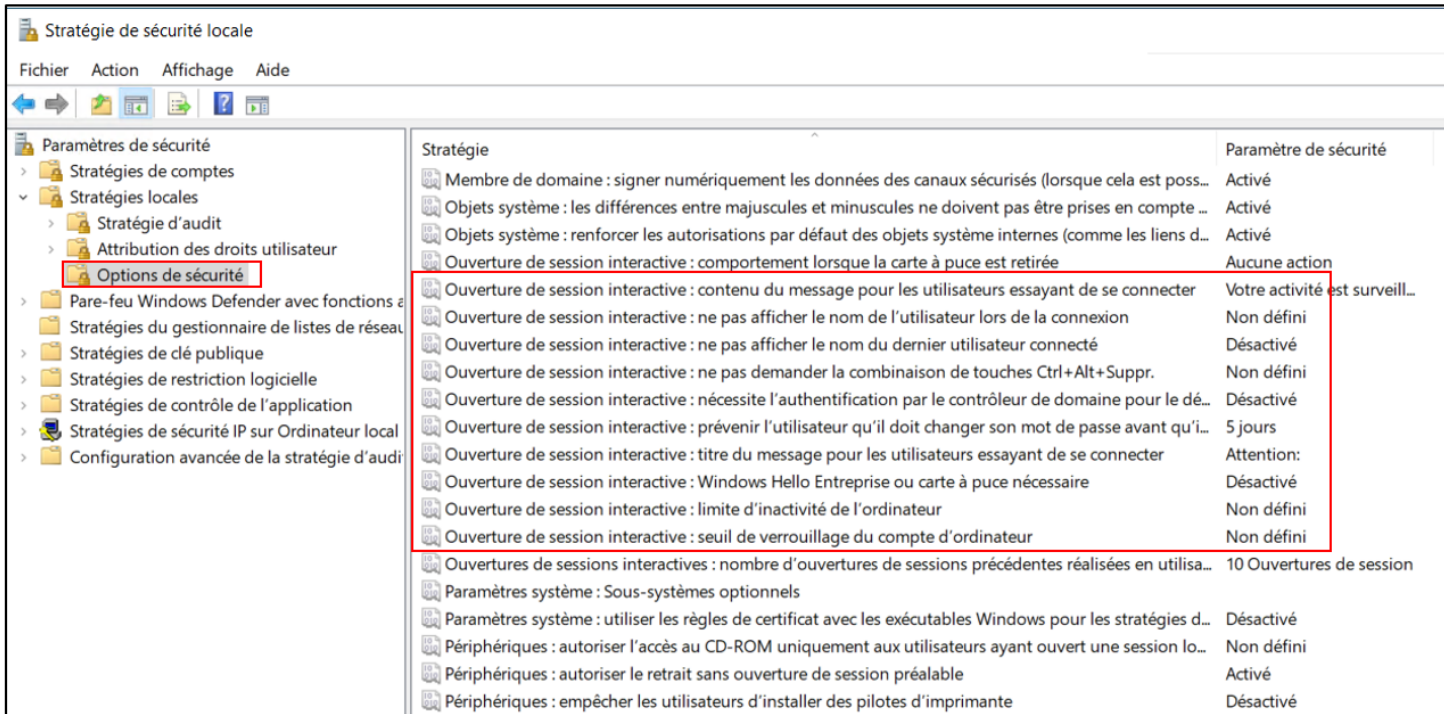 Stratégie de sécurité locale
Fichier Action Affichage Aide
Paramètres de sécurité
Stratégies de comptes
Stratégies locales
Stratégie d'audit
Attribution des droits utilisateur
Options de sécurité
Pare-feu Windows Defender avec fonctions a
Stratégies du gestionnaire de listes de réseau
Stratégies de clé publique
Stratégies de restriction logicielle
Stratégies de contrôle de l'application
Stratégies de sécurité IP sur Ordinateur local
Configuration avancée de la stratégie d'audi
Stratégie Paramètre de sécurité
Membre de domaine : signer numériquement les données des canaux sécurisés (lorsque cela est poss... Activé
Objets système : les différences entre majuscules et minuscules ne doivent pas être prises en compte ... Activé
Objets système : renforcer les autorisations par défaut des objets système internes (comme les liens d... Activé
Ouverture de session interactive : comportement lorsque la carte à puce est retirée Aucune action
Ouverture de session interactive : contenu du message pour les utilisateurs essayant de se connecter Votre activité est surveill...
Ouverture de session interactive : ne pas afficher le nom de l'utilisateur lors de la connexion Non défini
Ouverture de session interactive : ne pas afficher le nom du dernier utilisateur connecté Désactivé
Ouverture de session interactive : ne pas demander la combinaison de touches Ctrl+Alt+Suppr. Non défini
Ouverture de session interactive : nécessite l'authentification par le contrôleur de domaine pour le dé... Désactivé
Ouverture de session interactive : prévenir l'utilisateur qu'il doit changer son mot de passe avant qu'i... 5 jours
Ouverture de session interactive : titre du message pour les utilisateurs essayant de se connecter Attention:
Ouverture de session interactive : Windows Hello Entreprise ou carte à puce nécessaire Désactivé
Ouverture de session interactive : limite d'inactivité de l'ordinateur Non défini
Ouverture de session interactive : seuil de verrouillage du compte d'ordinateur Non défini
Ouvertures de sessions interactives : nombre d'ouvertures de sessions précédentes réalisées en utilisa... 10 Ouvertures de session
Paramètres système : Sous-systèmes optionnels
Paramètres système : utiliser les règles de certificat avec les exécutables Windows pour les stratégies d... Désactivé
Périphériques : autoriser l'accès au CD-ROM uniquement aux utilisateurs ayant ouvert une session lo... Non défini
Périphériques : autoriser le retrait sans ouverture de session préalable Activé
Périphériques : empêcher les utilisateurs d'installer des pilotes d'imprimante Désactivé